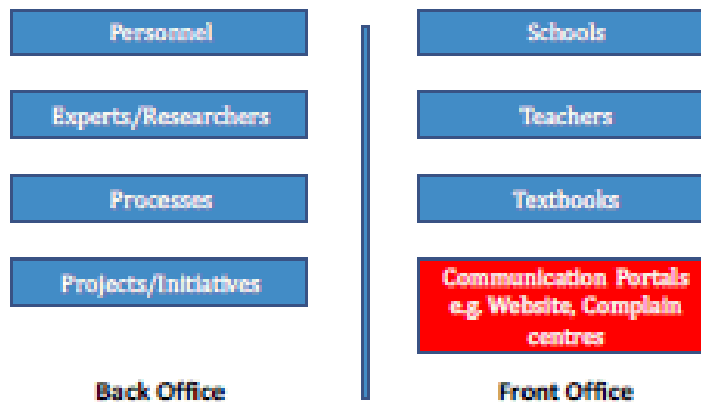 Personnel
Experts/Researchers
Processes
Projects/Initiatives
Back Office
Schools
Teachers
Textbooks
Communication Portals
e.g. Website, Complain
centres
Front Office